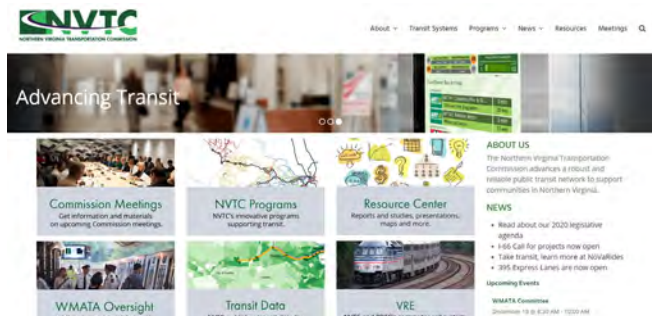 NVTC
NORTHERN VIRGINIA TRANSPORTATION COMMISSION
About
Transit Systems
Programs
News
Resources
Meetings
Advancing Transit
Commission Meetings
Get information and materials
on upcoming Commission meetings.
NVTC Programs
NVTC's innovative programs
supporting transit.
Resource Center
Reports and studies, presentations,
maps and more.
WMATA Oversight
Transit Data
VRE
ABOUT US
The Northern Virginia Transportation
Commission advances a robust and
reliable public transit network to support
communities in Northern Virginia.
NEWS
Read about our 2020 legislative
agenda
I-66 Call for projects now open
Take transit, learn more at NoVaRides
395 Express Lanes are now open
Upcoming Events
WMATA Committee